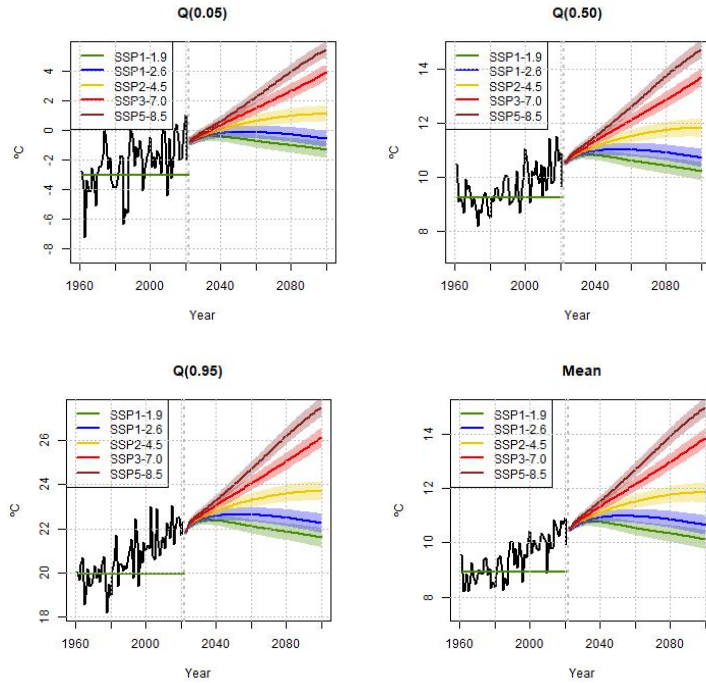 Q(0.05)
SSP1-1.9
SSP1-2.6
SSP2-4.5
SSP3-7.0
SSP5-8.5
4
2
0
-2
-4
-6
-8
ºC
1960 2000 2040 2080
Year
Q(0.50)
SSP1-1.9
SSP1-2.6
SSP2-4.5
SSP3-7.0
SSP5-8.5
14
12
10
8
ºC
1960 2000 2040 2080
Year
Q(0.95)
SSP1-1.9
SSP1-2.6
SSP2-4.5
SSP3-7.0
SSP5-8.5
26
24
22
20
18
ºC
1960 2000 2040 2080
Year
Mean
SSP1-1.9
SSP1-2.6
SSP2-4.5
SSP3-7.0
SSP5-8.5
14
12
10
8
ºC
1960 2000 2040 2080
Year